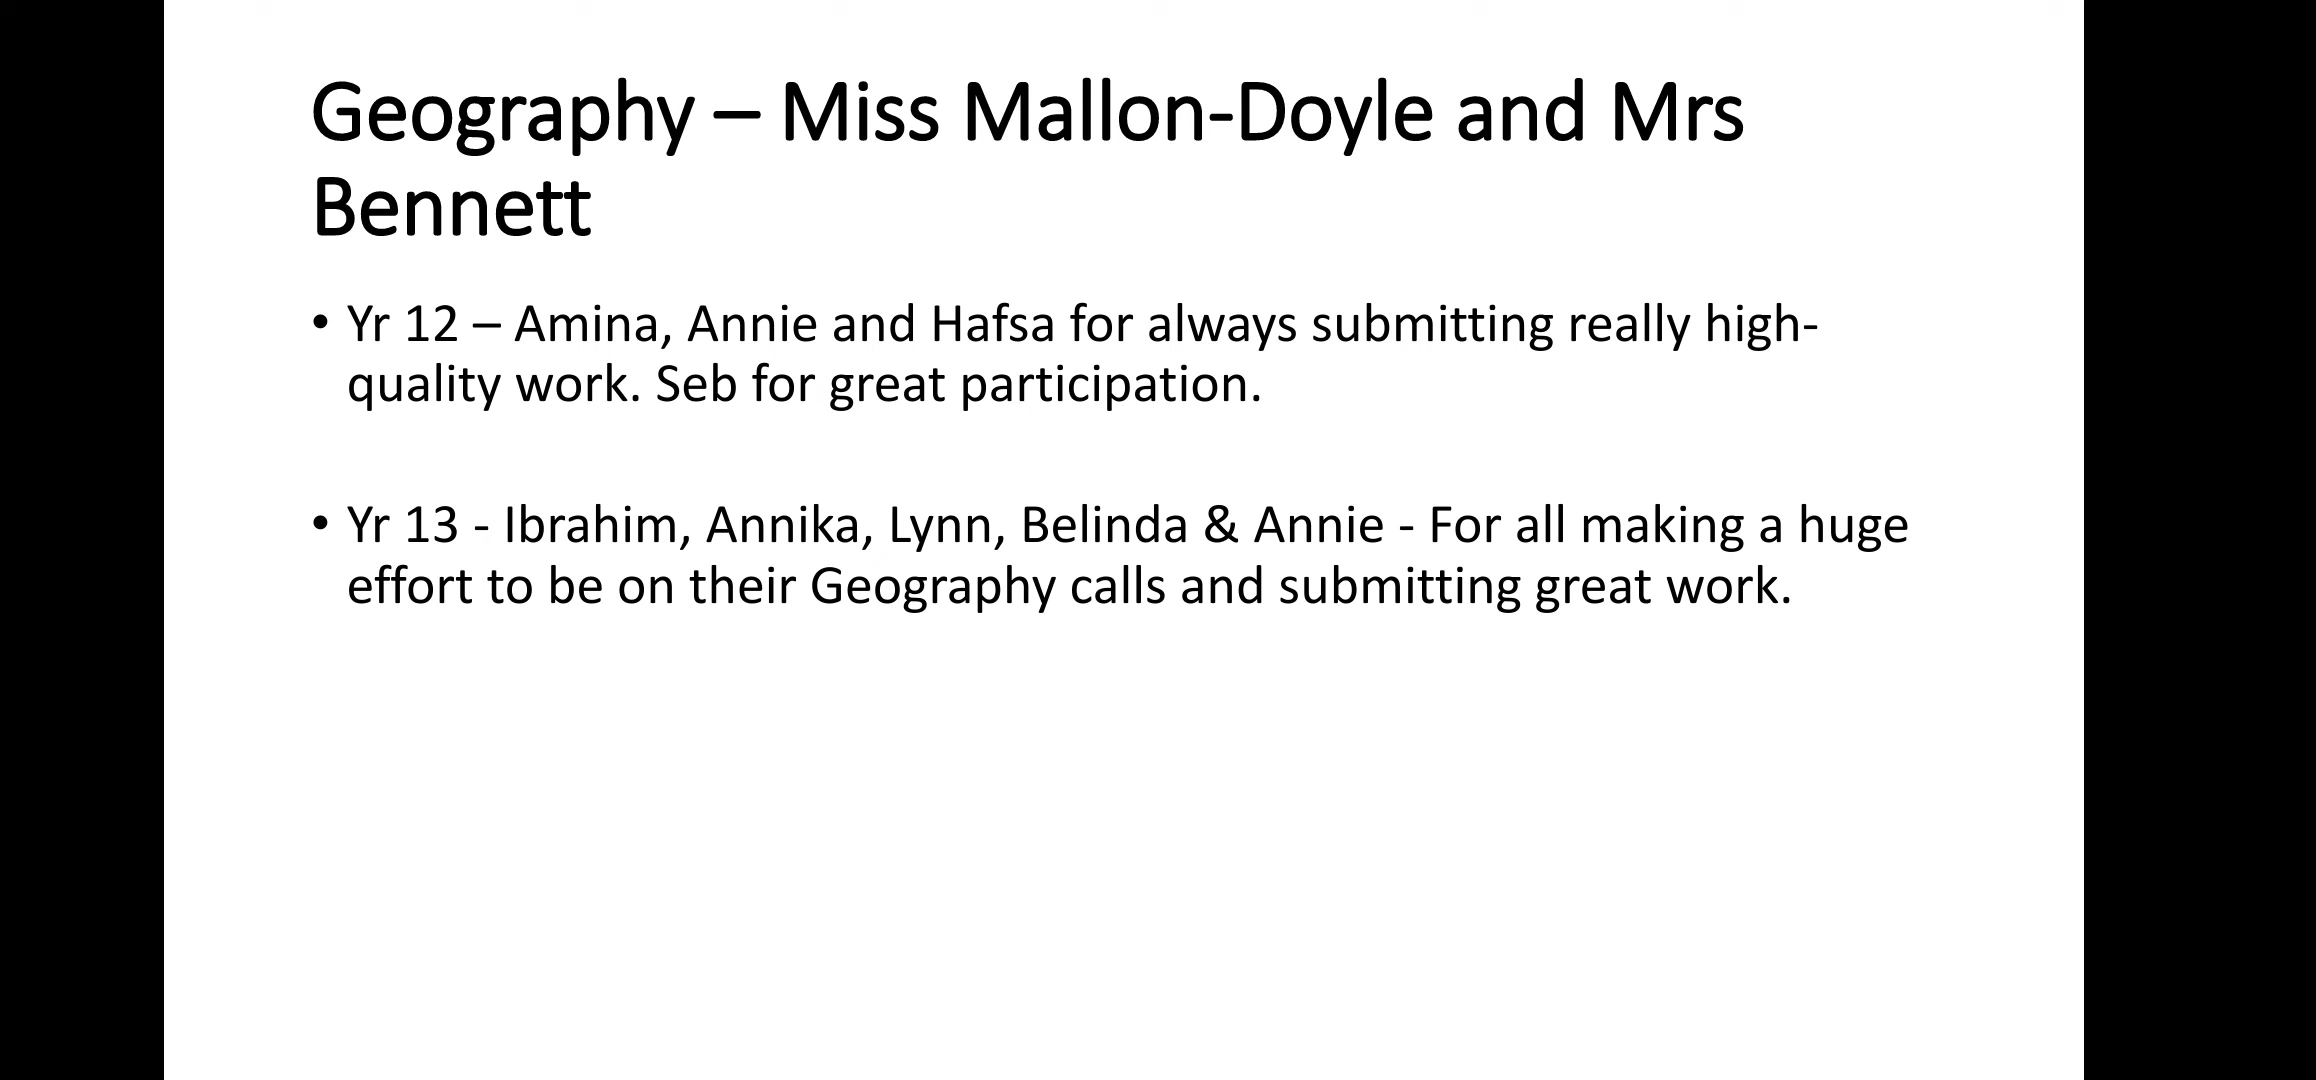 Geography – Miss Mallon-Doyle and Mrs
Bennett
• Yr 12 – Amina, Annie and Hafsa for always submitting really high-
quality work. Seb for great participation.
• Yr 13 - Ibrahim, Annika, Lynn, Belinda & Annie - For all making a huge
effort to be on their Geography calls and submitting great work.